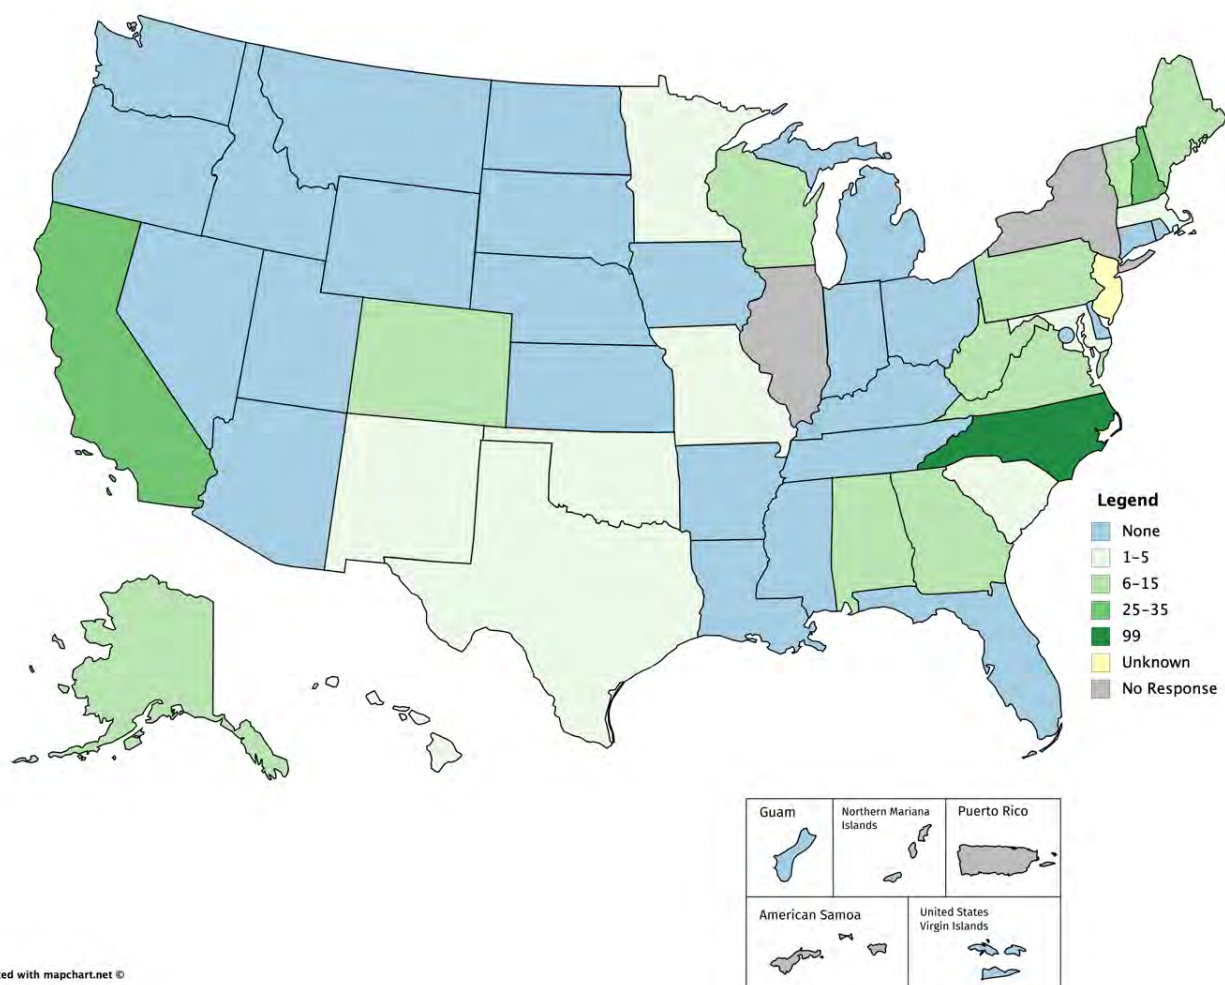 Legend
None
1-5
6-15
25-35
99
Unknown
No Response
Guam
Northern Mariana
Islands
Puerto Rico
American Samoa
United States
Virgin Islands
ed with mapchart.net ©